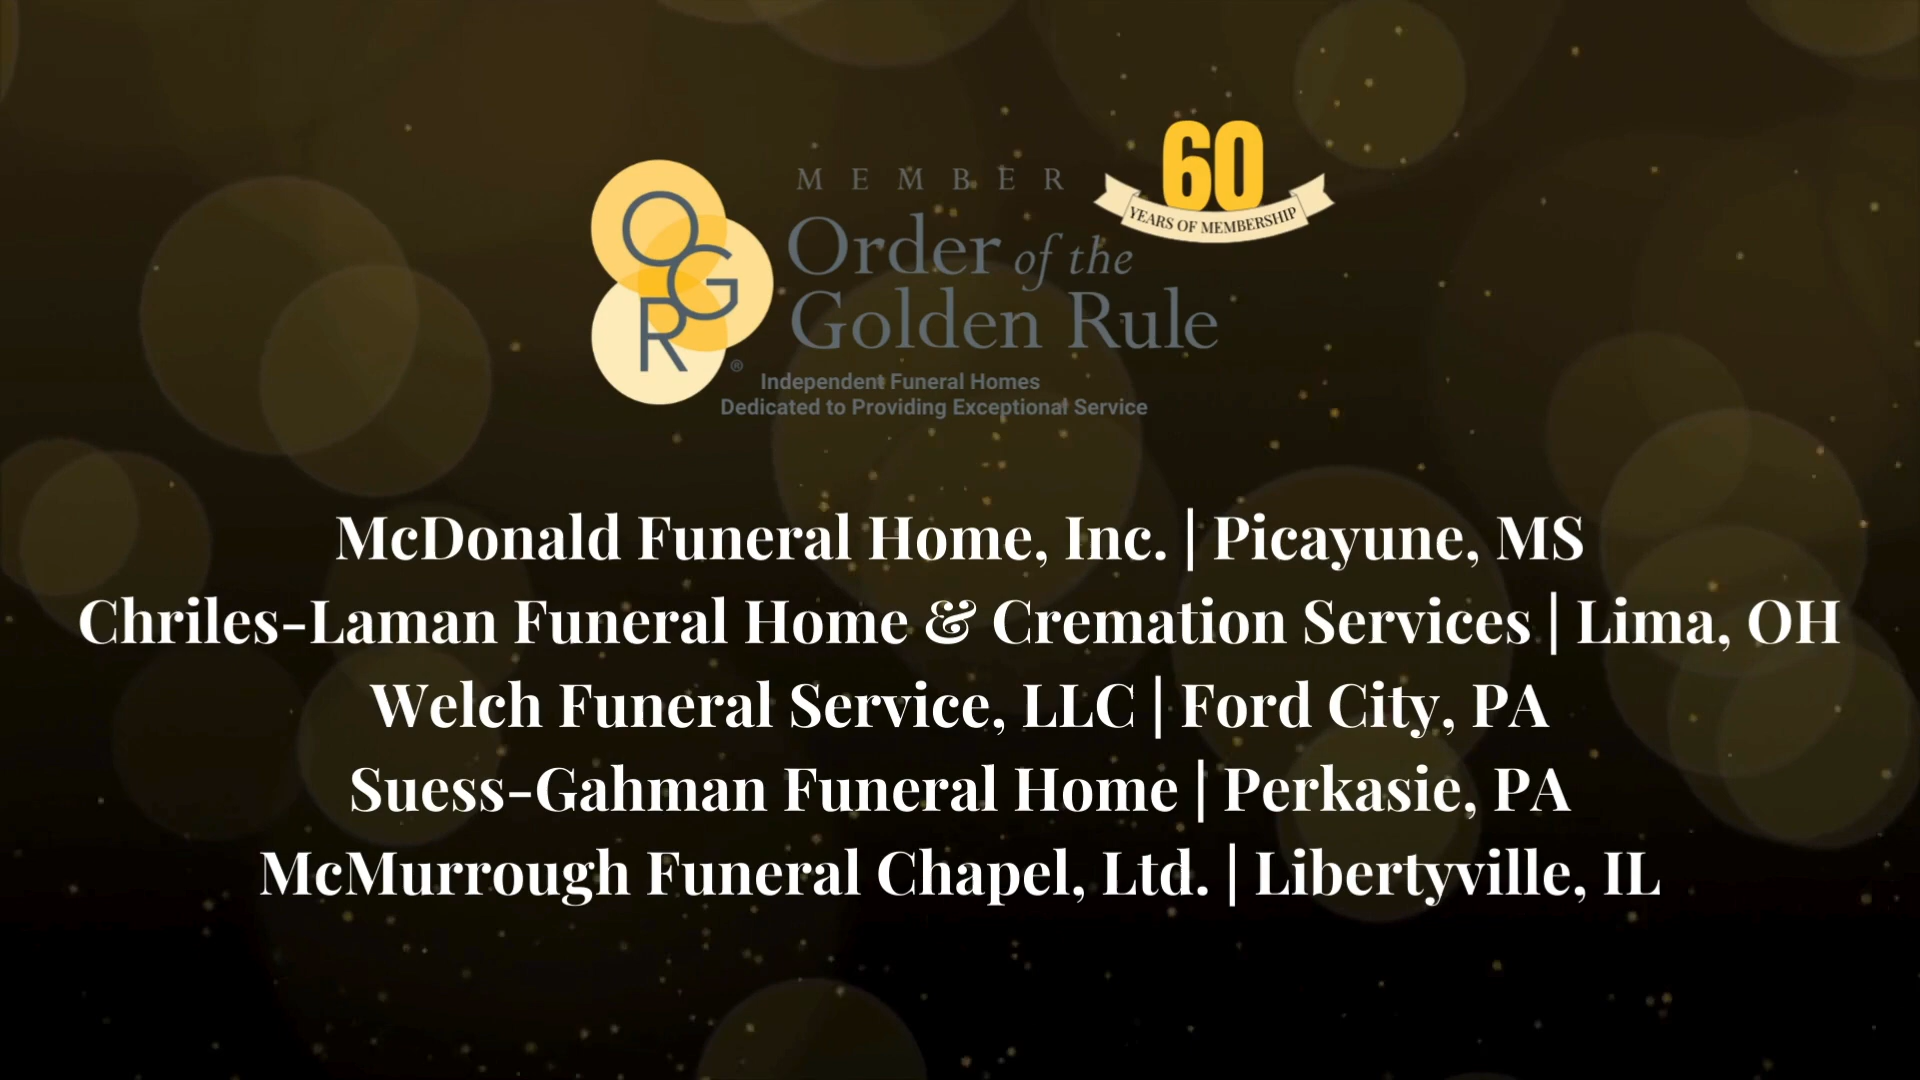 MEMBER
60
YEARS OF MEMBERSHIP
OGR
Order of the
Golden Rule
®
Independent Funeral Homes
Dedicated to Providing Exceptional Service
McDonald Funeral Home, Inc. | Picayune, MS
Chriles-Laman Funeral Home & Cremation Services | Lima, OH
Welch Funeral Service, LLC | Ford City, PA
Suess-Gahman Funeral Home | Perkasie, PA
McMurrough Funeral Chapel, Ltd. | Libertyville, IL